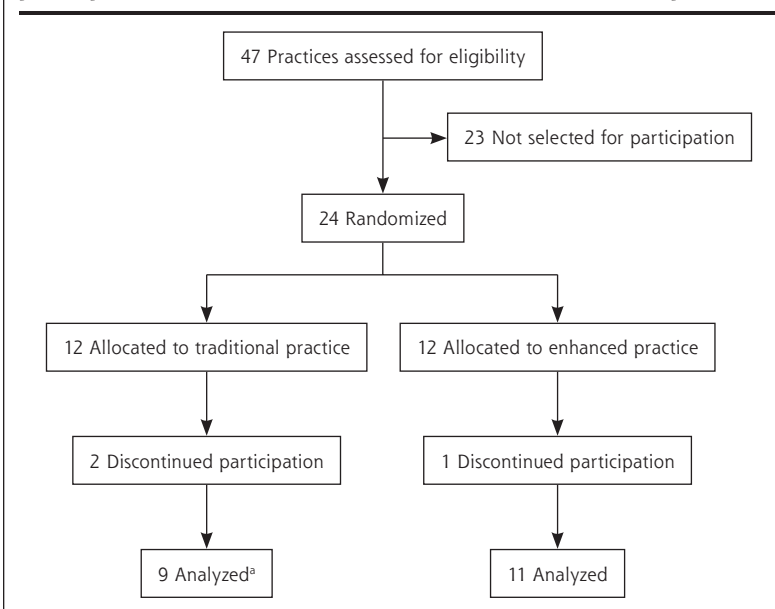 47 Practices assessed for eligibility
23 Not selected for participation
24 Randomized
12 Allocated to traditional practice
12 Allocated to enhanced practice
2 Discontinued participation
1 Discontinued participation
9 Analyzedᵃ
11 Analyzed